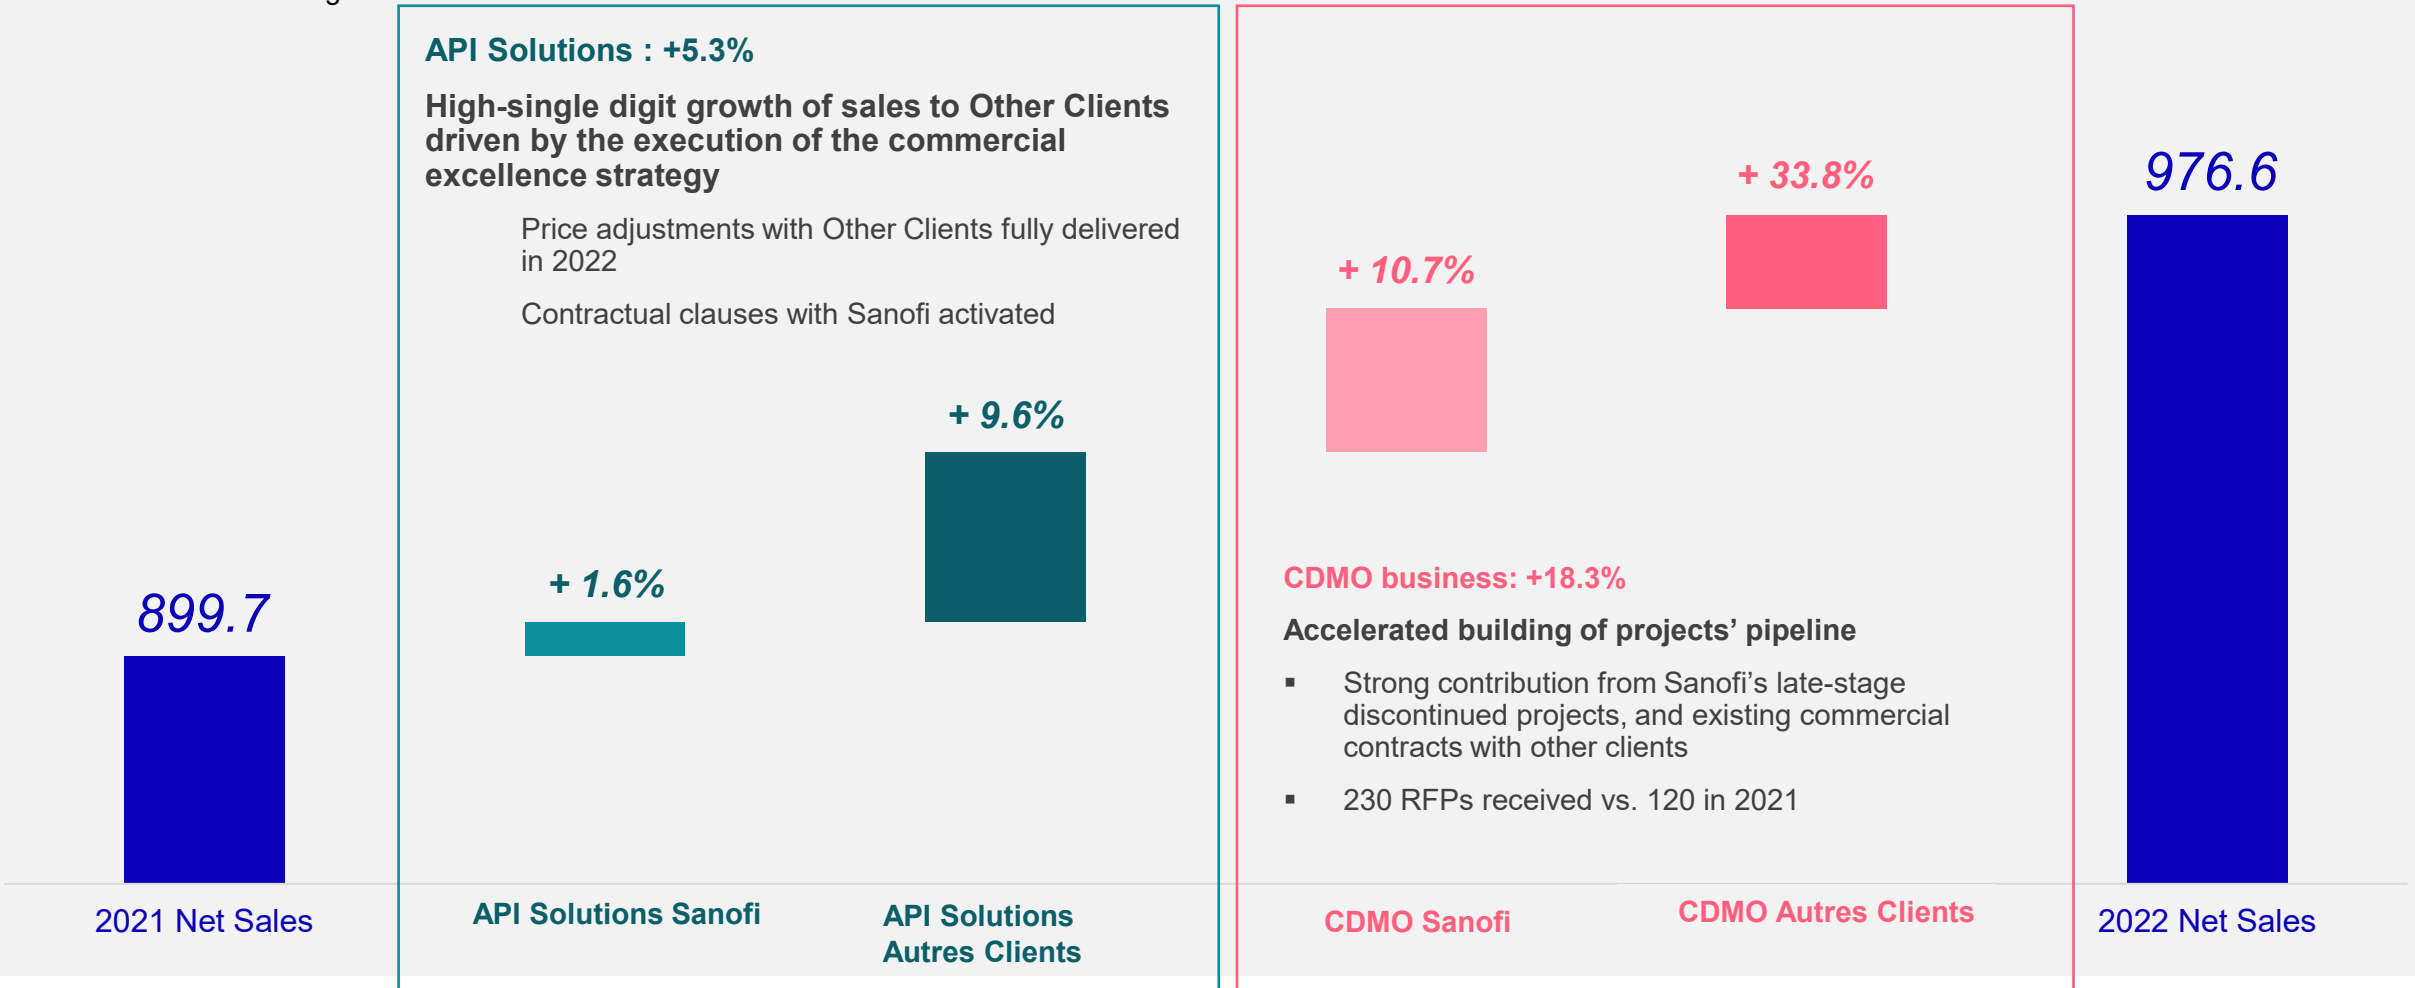 API Solutions : +5.3%
High-single digit growth of sales to Other Clients
driven by the execution of the commercial
excellence strategy
Price adjustments with Other Clients fully delivered
in 2022
Contractual clauses with Sanofi activated
899.7
+ 1.6%
+ 9.6%
+ 10.7%
+ 33.8%
976.6
CDMO business: +18.3%
Accelerated building of projects’ pipeline
▪ Strong contribution from Sanofi’s late-stage
discontinued projects, and existing commercial
contracts with other clients
▪ 230 RFPs received vs. 120 in 2021
2021 Net Sales
API Solutions Sanofi
API Solutions
Autres Clients
CDMO Sanofi
CDMO Autres Clients
2022 Net Sales